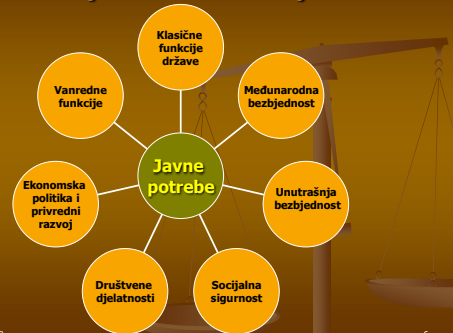 Klasične
funkcije
države
Vanredne
funkcije
Međunarodna
bezbjednost
Javne
potrebe
Ekonomska
politika i
privredni
razvoj
Unutrašnja
bezbjednost
Društvene
djelatnosti
Socijalna
sigurnost